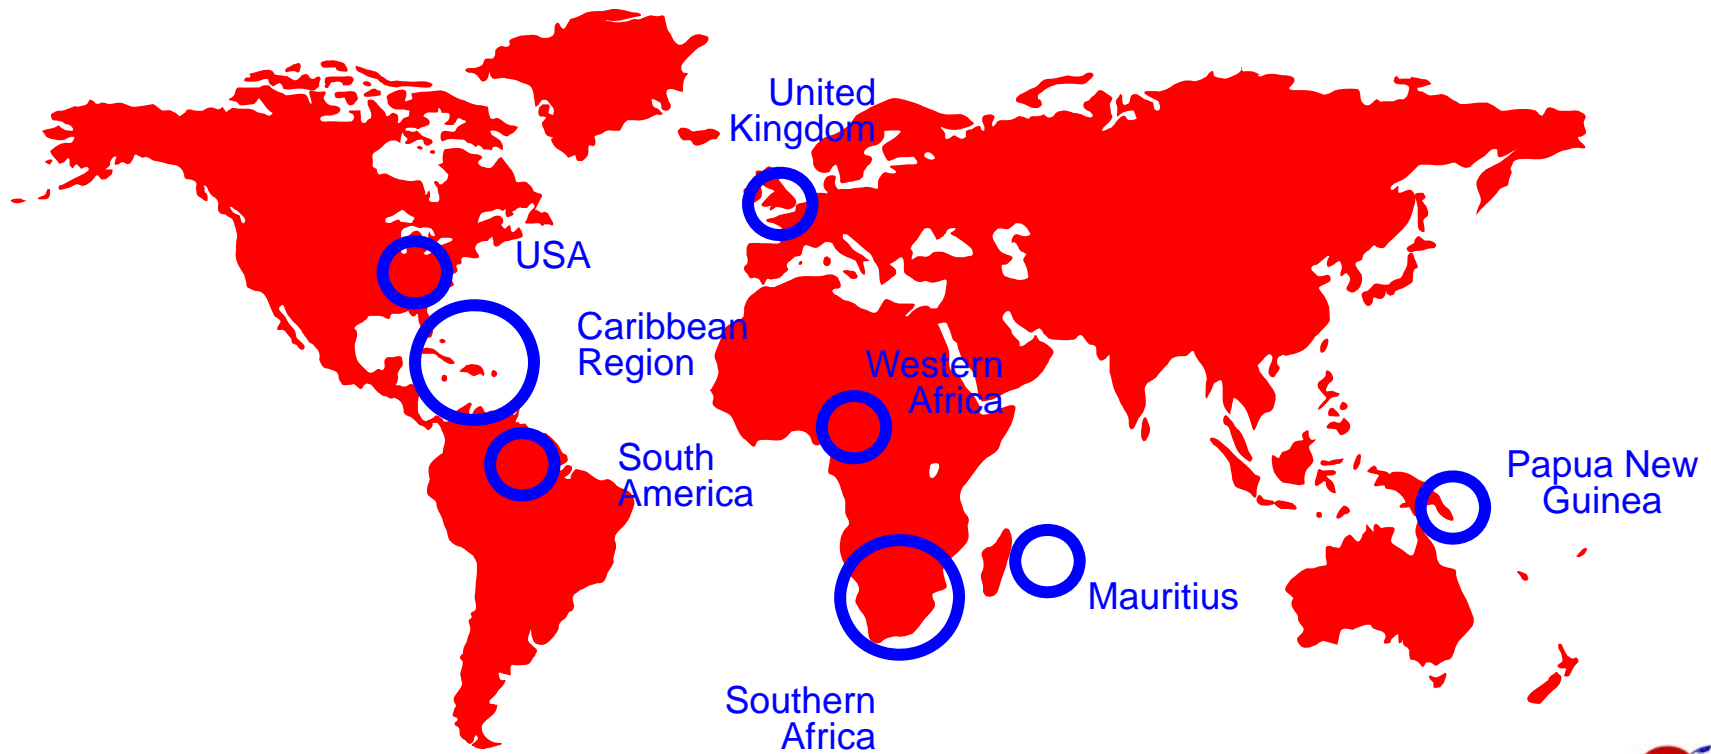 United
Kingdom
USA
Caribbean
Region
Western
Africa
South
America
Papua New
Guinea
Mauritius
Southern
Africa